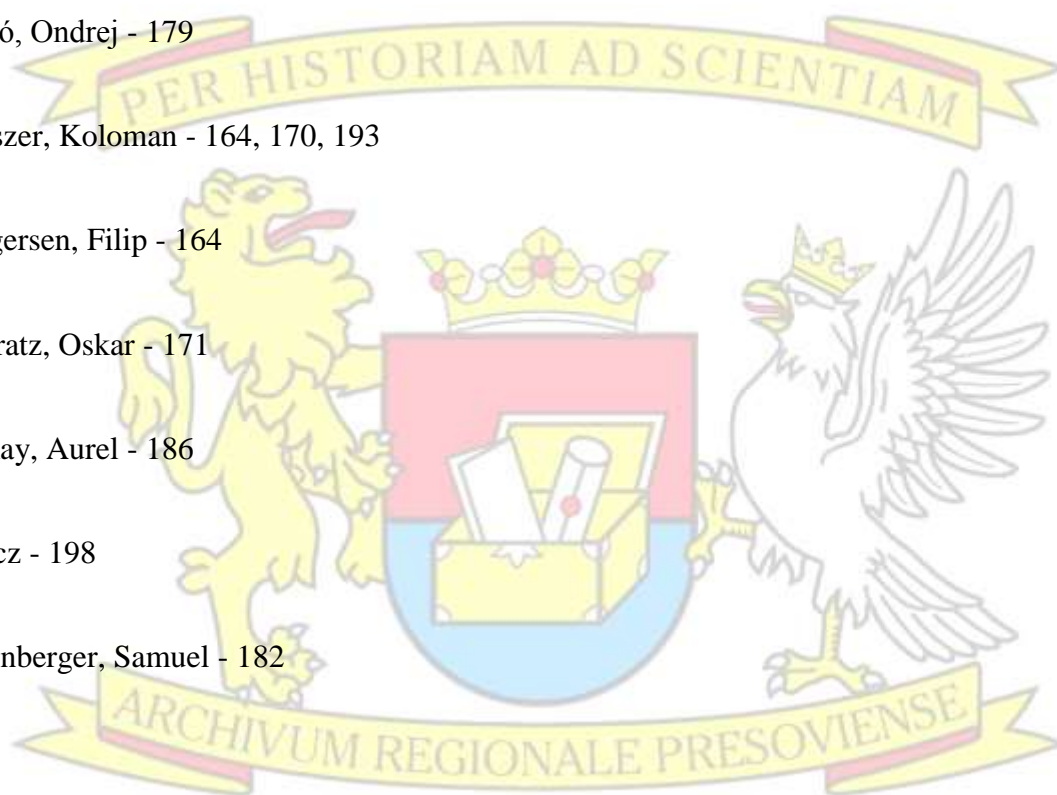 ó, Ondrej - 179
PER HISTORIAM AD SCIENTIAM
szer, Koloman - 164, 170, 193
gersen, Filip - 164
ratz, Oskar - 171
ay, Aurel - 186
cz - 198
nberger, Samuel - 182
ARCHIVUM REGIONALE PRESOVIENSE